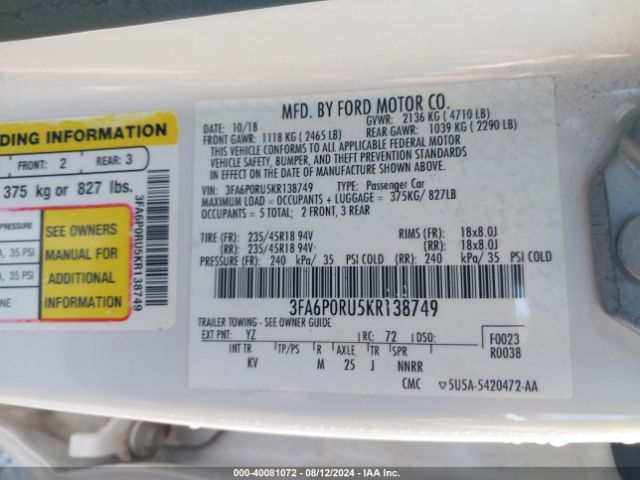 DING INFORMATION
FRONT: 2 REAR: 3
375 kg or 827 lbs.
PRESSURE
SEE OWNERS
MANUAL FOR
ADDITIONAL
INFORMATION
35 PSI
35 PSI
ONE
3FA6P0RU5KR138749
MFD. BY FORD MOTOR CO.
DATE: 10/18 GVWR: 2136 KG ( 4710 LB)
FRONT GAWR: 1118 KG ( 2465 LB) REAR GAWR: 1039 KG ( 2290 LB)
THIS VEHICLE CONFORMS TO ALL APPLICABLE FEDERAL MOTOR
VEHICLE SAFETY, BUMPER, AND THEFT PREVENTION STANDARDS
IN EFFECT ON THE DATE OF MANUFACTURE SHOWN ABOVE.
VIN: 3FA6P0RU5KR138749 TYPE: Passenger Car
MAXIMUM LOAD = OCCUPANTS + LUGGAGE = 375KG/ 827LB
OCCUPANTS = 5 TOTAL; 2 FRONT, 3 REAR
TIRE (FR): 235/45R18 94V RIMS (FR): 18x8.0J
(RR): 235/45R18 94V (RR): 18x8.0J
PRESSURE (FR): 240 kPa/ 35 PSI COLD (RR): 240 kPa/ 35 PSI COLD
3FA6P0RU5KR138749
TRAILER TOWING - SEE OWNER GUIDE
EXT PNT: YZ RC: 72 DSO: F0023
INT TR TP/PS R AXLE TR SPR R0038
KV M 25 J NNRR
CMC ▽5U5A-5420472-AA
000-40081072 - 08/12/2024 - IAA Inc.